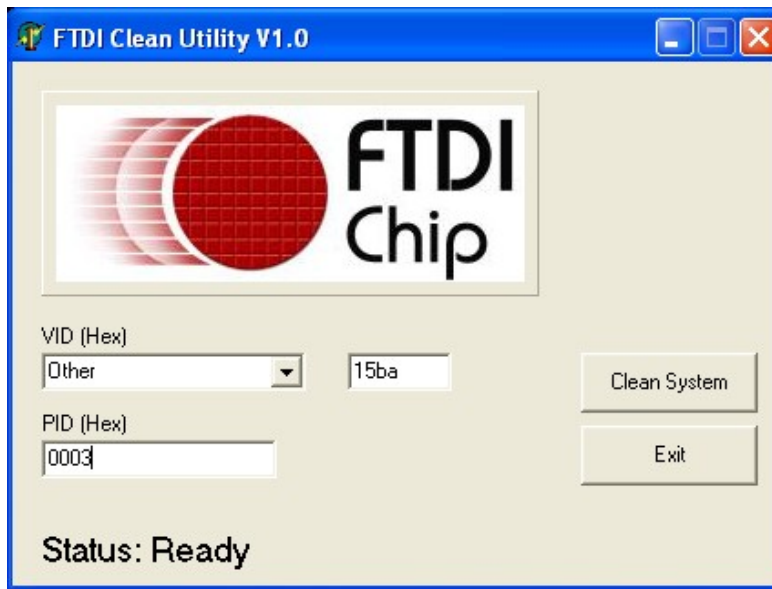 FTDI Clean Utility V1.0
FTDI
Chip
VID (Hex)
Other
15ba
Clean System
PID (Hex)
0003
Exit
Status: Ready